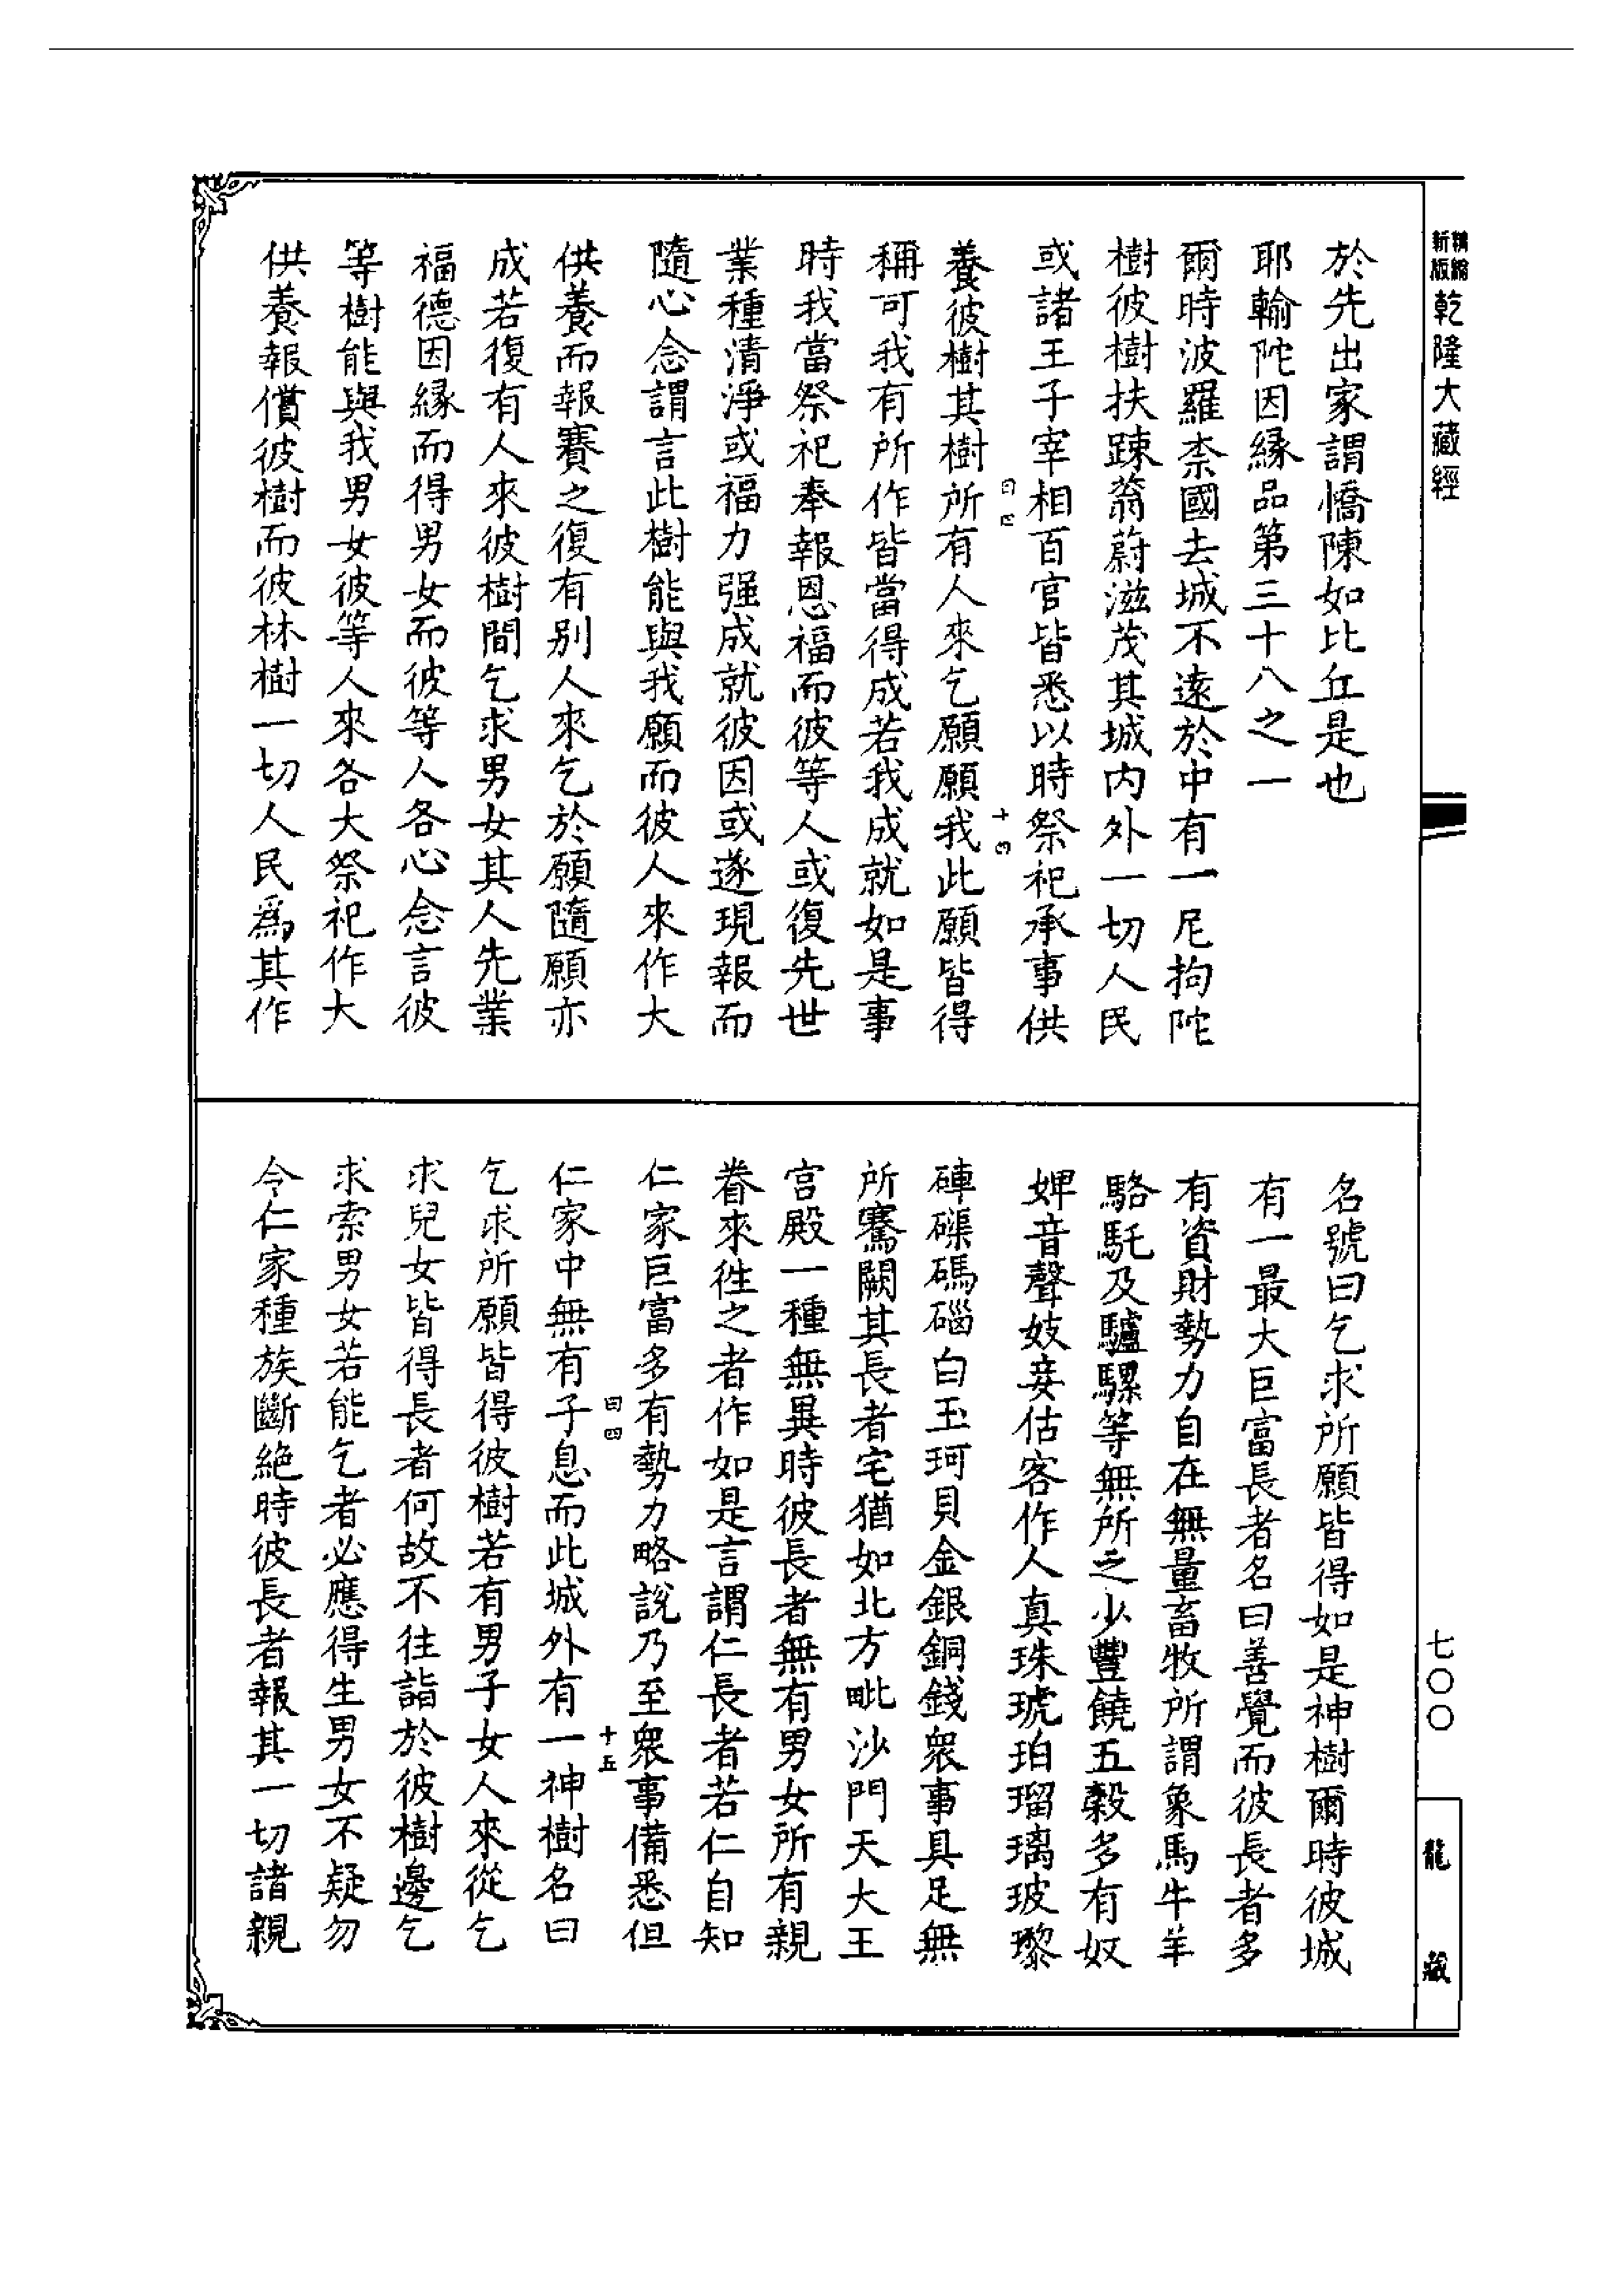 精縮
新版
乾隆大藏經
於先出家謂憍陳如比丘是也
耶輸陀因緣品第三十八之一
爾時波羅柰國去城不遠於中有一尼拘陀
樹彼樹扶踈蓊蔚滋茂其城內外一切人民
或諸王子宰相百官皆悉以時祭祀承事供
養彼樹其樹所有人來乞願願我此願皆得
稱可我有所作皆當得成若我成就如是事
時我當祭祀奉報恩福而彼等人或復先世
業種清淨或福力强成就彼因或遂現報而
隨心念謂言此樹能與我願而彼人來作大
供養而報賽之復有别人來乞於願隨願亦
成若復有人來彼樹間乞求男女其人先業
福德因緣而得男女而彼等人各心念言彼
等樹能與我男女彼等人來各大祭祀作大
供養報償彼樹而彼林樹一切人民爲其作
名號曰乞求所願皆得如是神樹爾時彼城
有一最大巨富長者名曰善覺而彼長者多
有資財勢力自在無量畜牧所謂象馬牛羊
駱馲及驢騾等無所乏少豐饒五穀多有奴
婢音聲妓妾估客作人真珠琥珀瑠璃玻瓈
硨磲碼碯白玉珂貝金銀銅錢衆事具足無
所騫闕其長者宅猶如北方毗沙門天大王
宫殿一種無異時彼長者無有男女所有親
眷來徃之者作如是言謂仁長者若仁自知
仁家巨富多有勢力略說乃至衆事備悉但
仁家中無有子息而此城外有一神樹名曰
乞求所願皆得彼樹若有男子女人來從乞
求兒女皆得長者何故不往詣於彼樹邊乞
求索男女若能乞者必應得生男女不疑勿
令仁家種族斷絶時彼長者報其一切諸親
十四
曰四
十五
七〇〇
龍藏